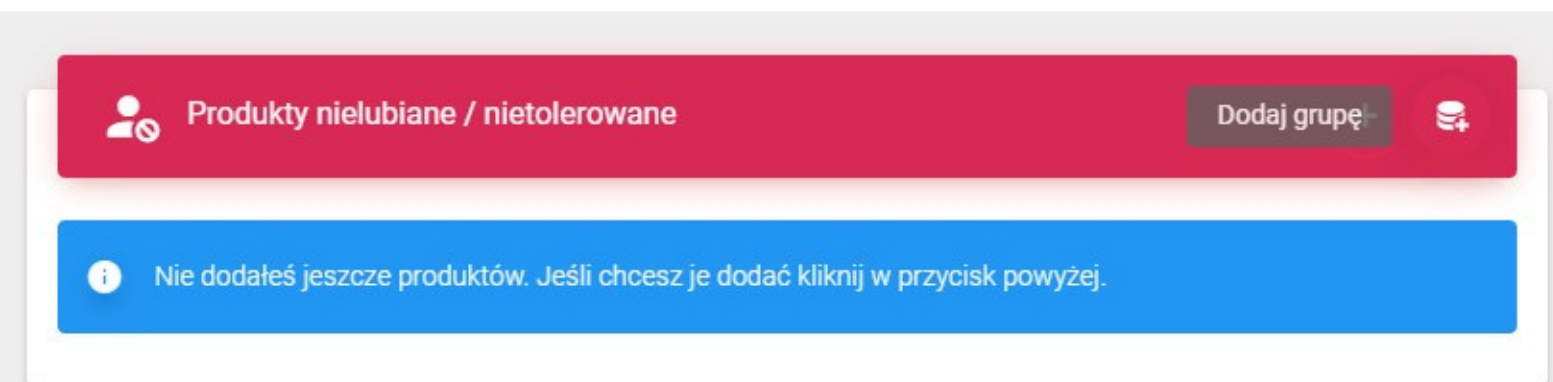 Produkty nielubiane / nietolerowane
Dodaj grupę
Nie dodałeś jeszcze produktów. Jeśli chcesz je dodać kliknij w przycisk powyżej.